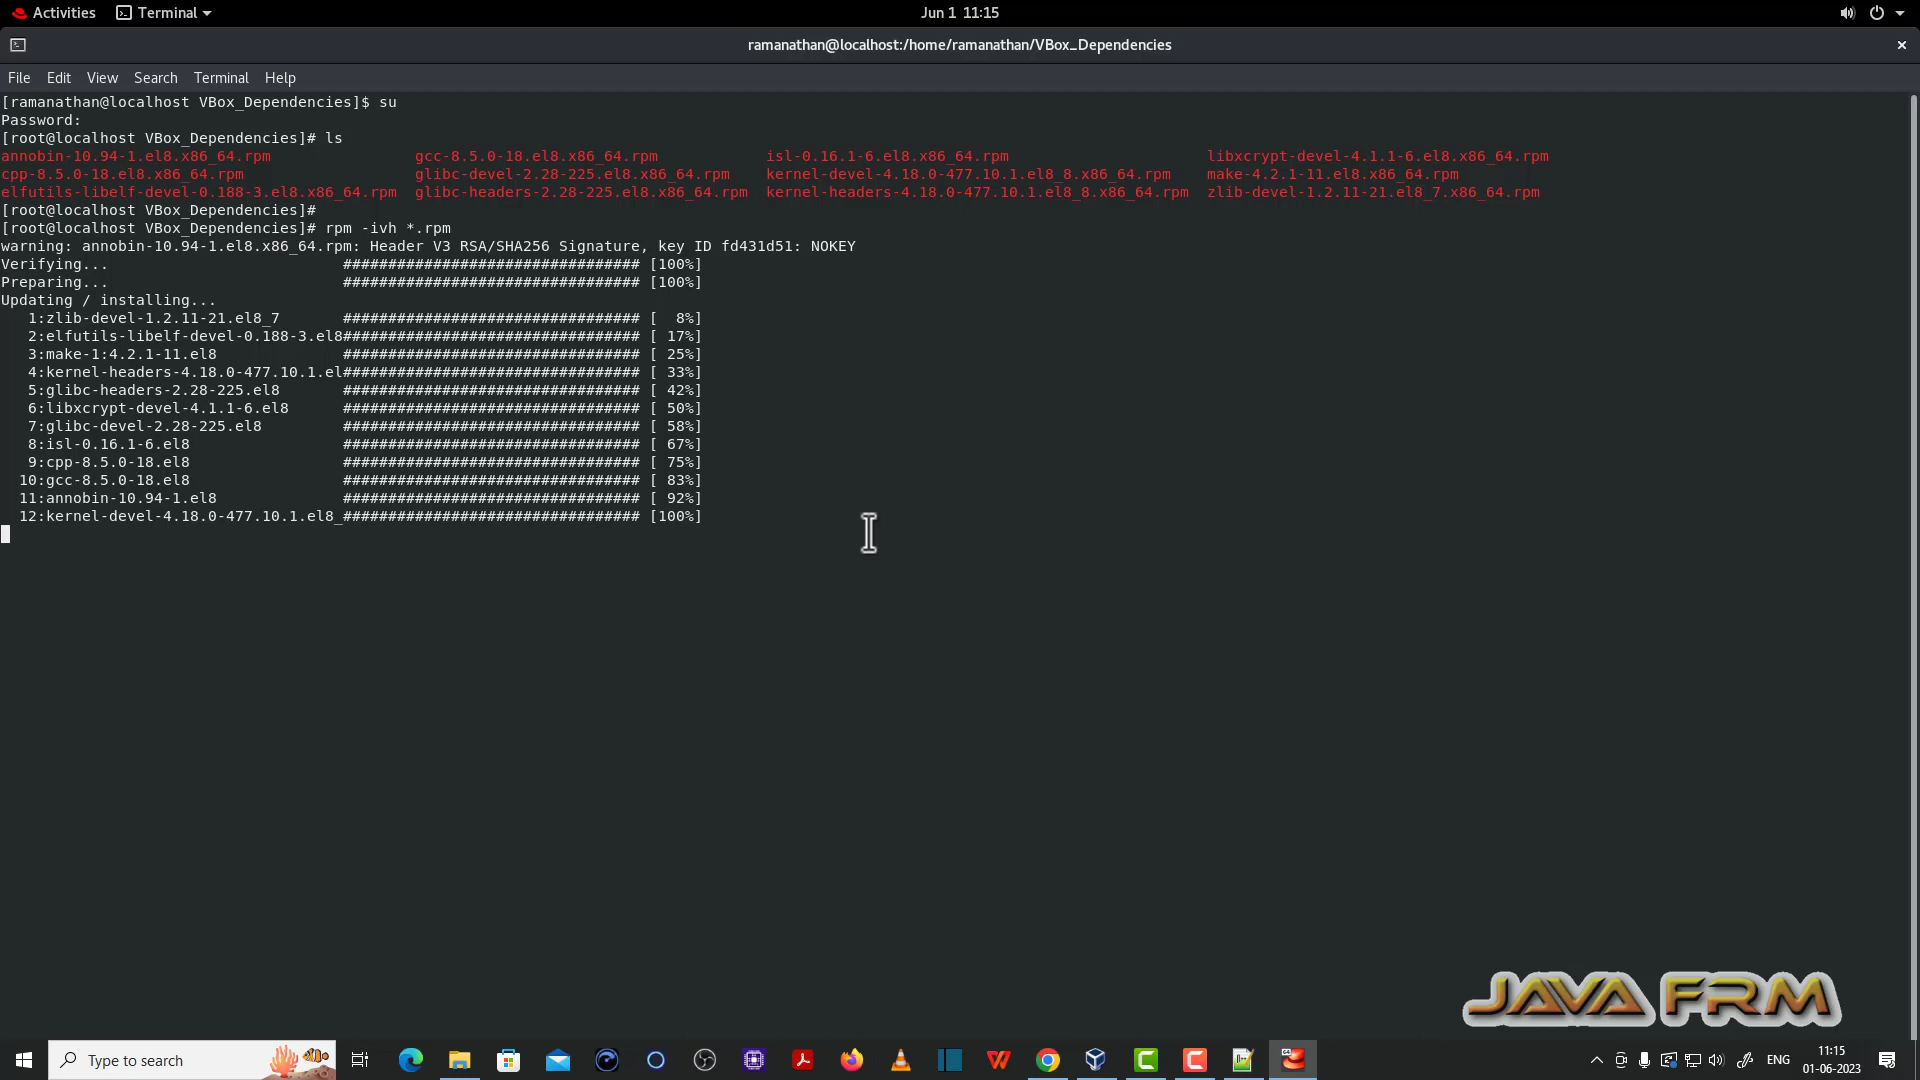 Activities Terminal Jun 1 11:15
ramanathan@localhost:/home/ramanathan/VBox_Dependencies
File Edit View Search Terminal Help
[ramanathan@localhost VBox_Dependencies]$ su
Password:
[root@localhost VBox_Dependencies]# ls
annobin-10.94-1.el8.x86_64.rpm gcc-8.5.0-18.el8.x86_64.rpm isl-0.16.1-6.el8.x86_64.rpm libxcrypt-devel-4.1.1-6.el8.x86_64.rpm
cpp-8.5.0-18.el8.x86_64.rpm glibc-devel-2.28-225.el8.x86_64.rpm kernel-devel-4.18.0-477.10.1.el8_8.x86_64.rpm make-4.2.1-11.el8.x86_64.rpm
elfutils-libelf-devel-0.188-3.el8.x86_64.rpm glibc-headers-2.28-225.el8.x86_64.rpm kernel-headers-4.18.0-477.10.1.el8_8.x86_64.rpm zlib-devel-1.2.11-21.el8_7.x86_64.rpm
[root@localhost VBox_Dependencies]#
[root@localhost VBox_Dependencies]# rpm -ivh *.rpm
warning: annobin-10.94-1.el8.x86_64.rpm: Header V3 RSA/SHA256 Signature, key ID fd431d51: NOKEY
Verifying... ################################# [100%]
Preparing... ################################# [100%]
Updating / installing...
1:zlib-devel-1.2.11-21.el8_7 ################################# [  8%]
2:elfutils-libelf-devel-0.188-3.el8################################# [ 17%]
3:make-1:4.2.1-11.el8 ################################# [ 25%]
4:kernel-headers-4.18.0-477.10.1.el################################# [ 33%]
5:glibc-headers-2.28-225.el8 ################################# [ 42%]
6:libxcrypt-devel-4.1.1-6.el8 ################################# [ 50%]
7:glibc-devel-2.28-225.el8 ################################# [ 58%]
8:isl-0.16.1-6.el8 ################################# [ 67%]
9:cpp-8.5.0-18.el8 ################################# [ 75%]
10:gcc-8.5.0-18.el8 ################################# [ 83%]
11:annobin-10.94-1.el8 ################################# [ 92%]
12:kernel-devel-4.18.0-477.10.1.el8_################################# [100%]
JAVA FRM
Type to search ENG 11:15
01-06-2023